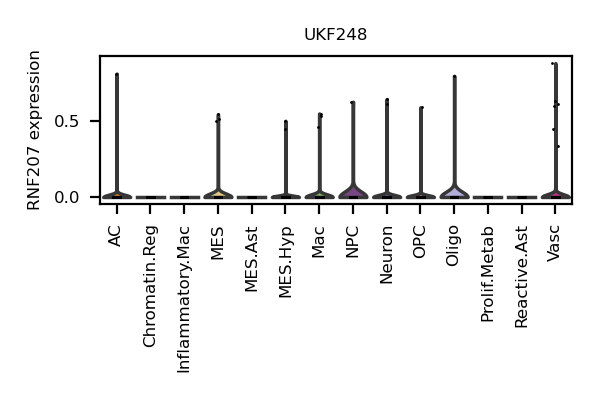 UKF248
RNF207 expression
0.5
0.0
AC
Chromatin.Reg
Inflammatory.Mac
MES
MES.Ast
MES.Hyp
Mac
NPC
Neuron
OPC
Oligo
Prolif.Metab
Reactive.Ast
Vasc